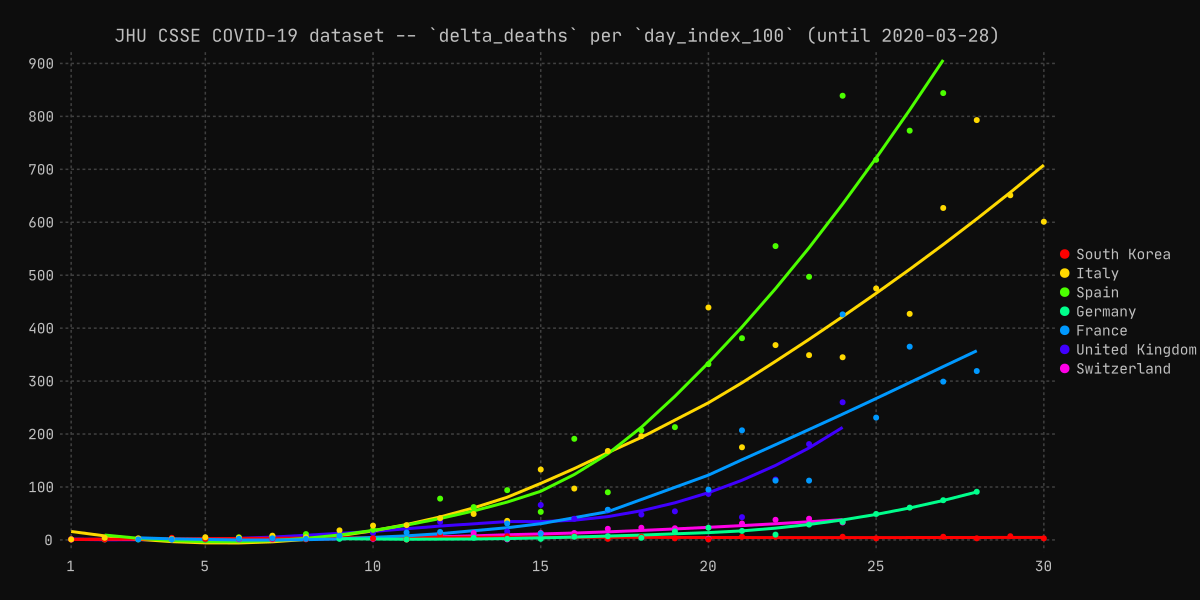 JHU CSSE COVID-19 dataset -- `delta_deaths` per `day_index_100` (until 2020-03-28)
900
800
700
600
500
400
300
200
100
0
1 5 10 15 20 25 30
South Korea
Italy
Spain
Germany
France
United Kingdom
Switzerland